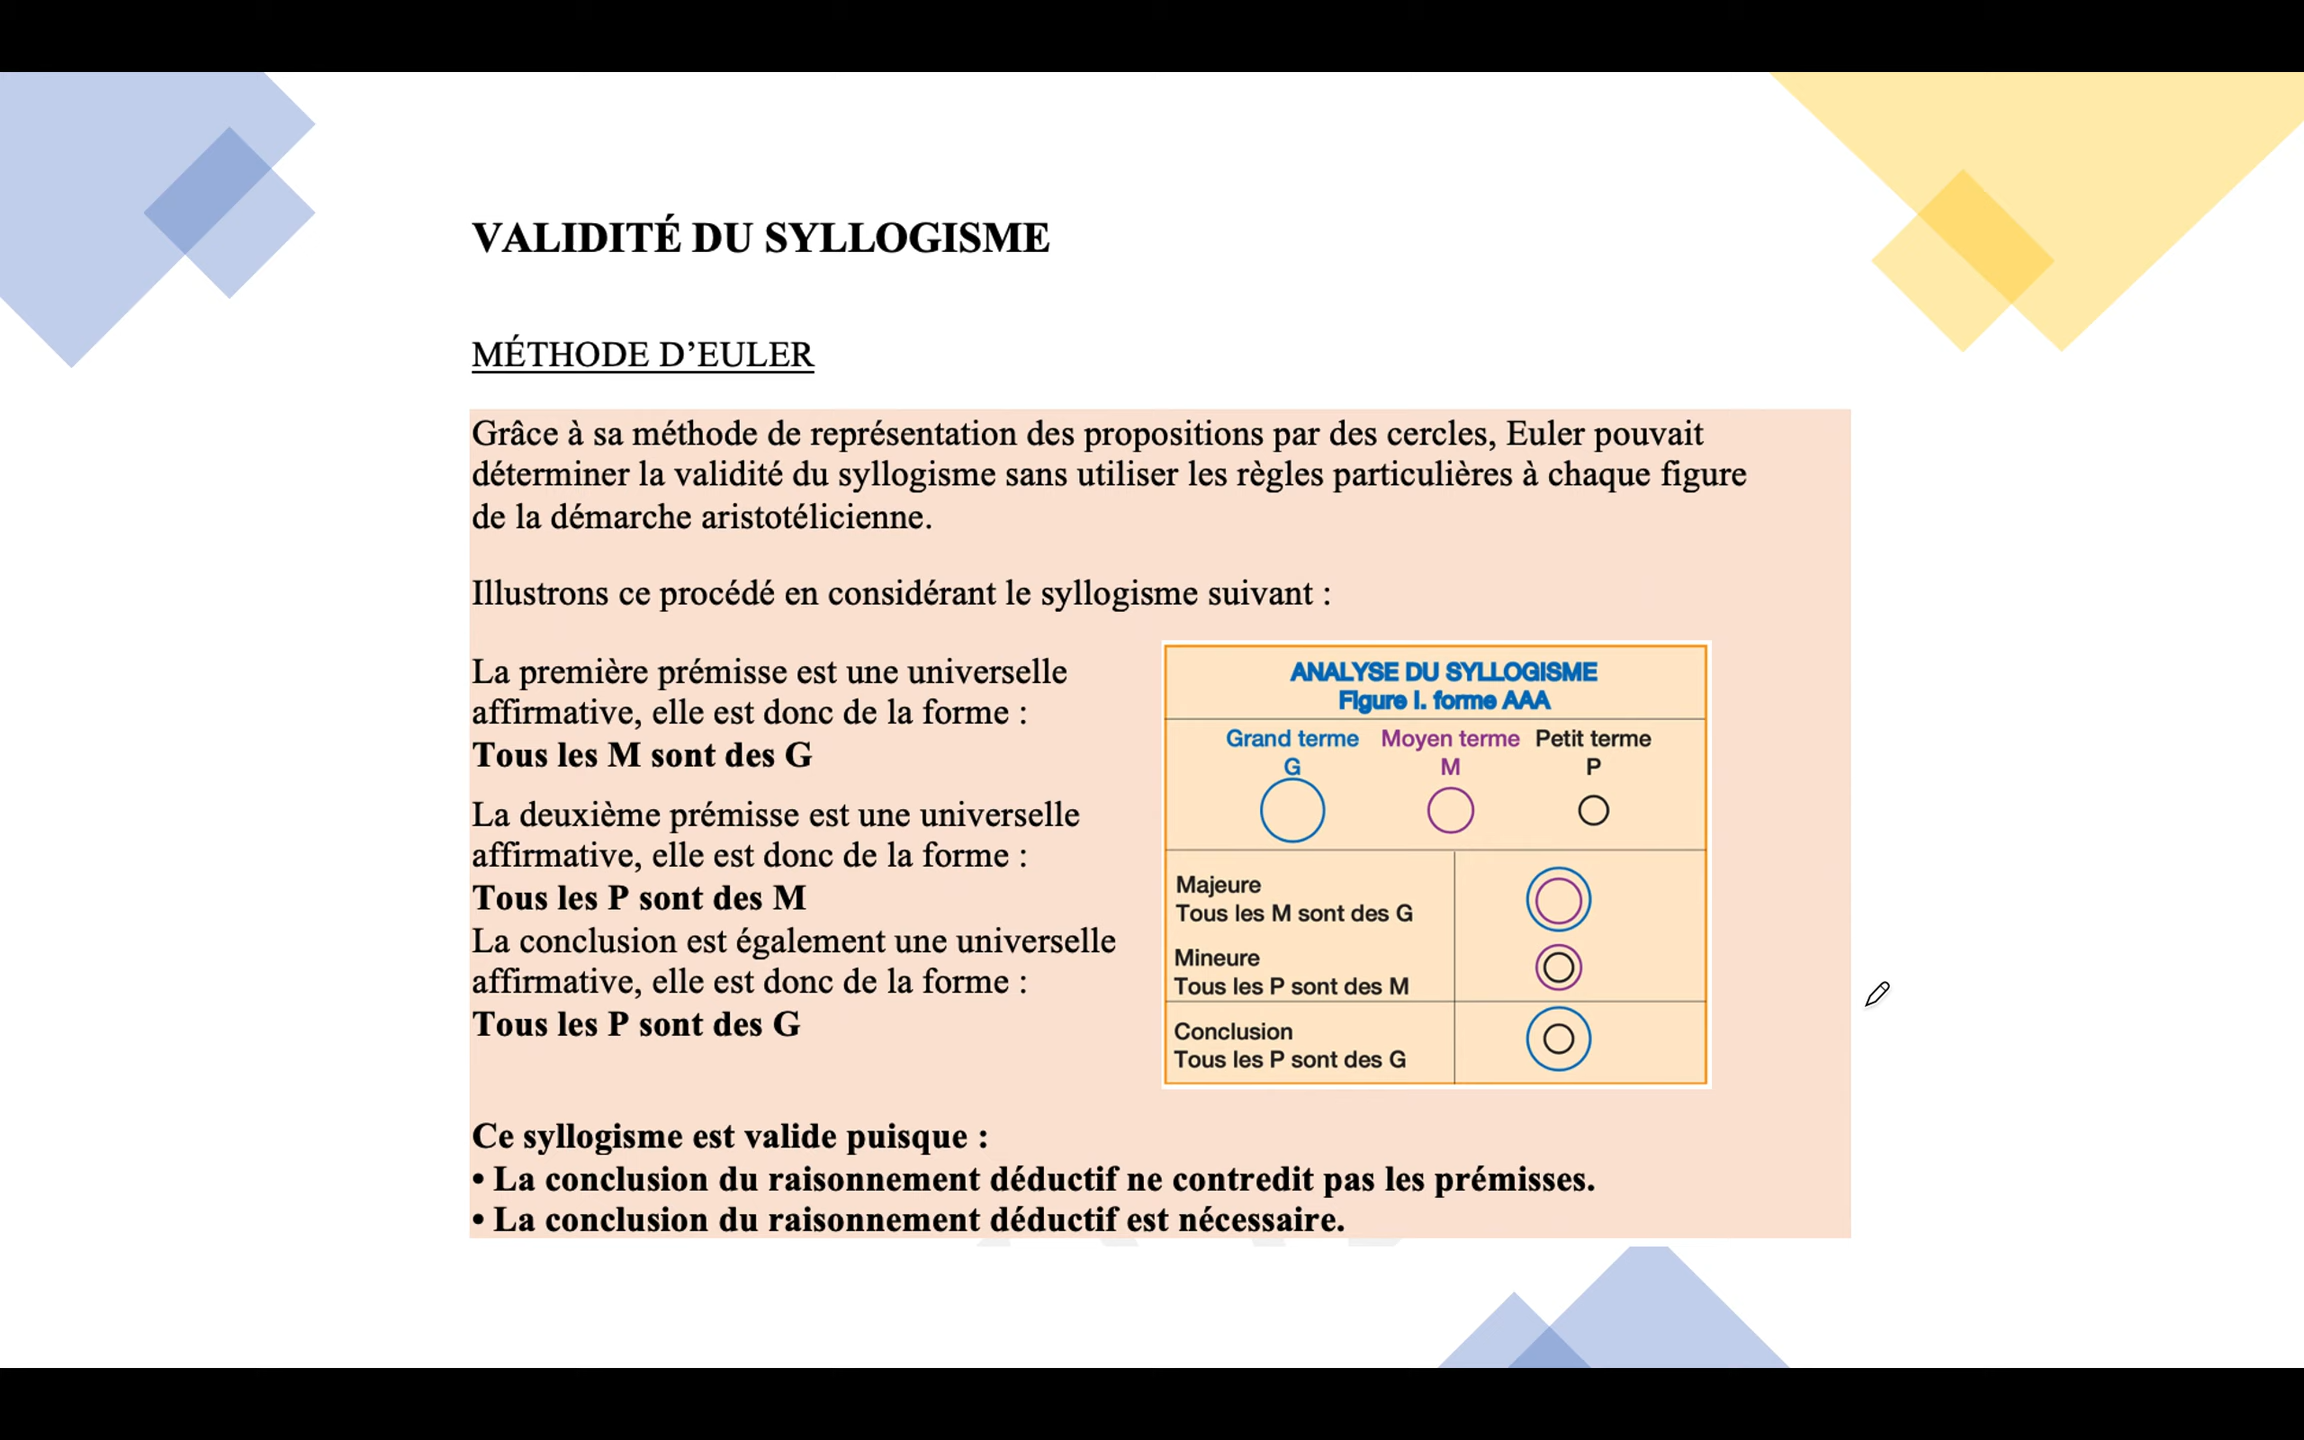 VALIDITÉ DU SYLLOGISME
MÉTHODE D’EULER
Grâce à sa méthode de représentation des propositions par des cercles, Euler pouvait
déterminer la validité du syllogisme sans utiliser les règles particulières à chaque figure
de la démarche aristotélicienne.
Illustrons ce procédé en considérant le syllogisme suivant :
La première prémisse est une universelle
affirmative, elle est donc de la forme :
Tous les M sont des G
La deuxième prémisse est une universelle
affirmative, elle est donc de la forme :
Tous les P sont des M
La conclusion est également une universelle
affirmative, elle est donc de la forme :
Tous les P sont des G
ANALYSE DU SYLLOGISME
Figure I. forme AAA
Grand terme Moyen terme Petit terme
G M P
Majeure
Tous les M sont des G
Mineure
Tous les P sont des M
Conclusion
Tous les P sont des G
Ce syllogisme est valide puisque :
• La conclusion du raisonnement déductif ne contredit pas les prémisses.
• La conclusion du raisonnement déductif est nécessaire.